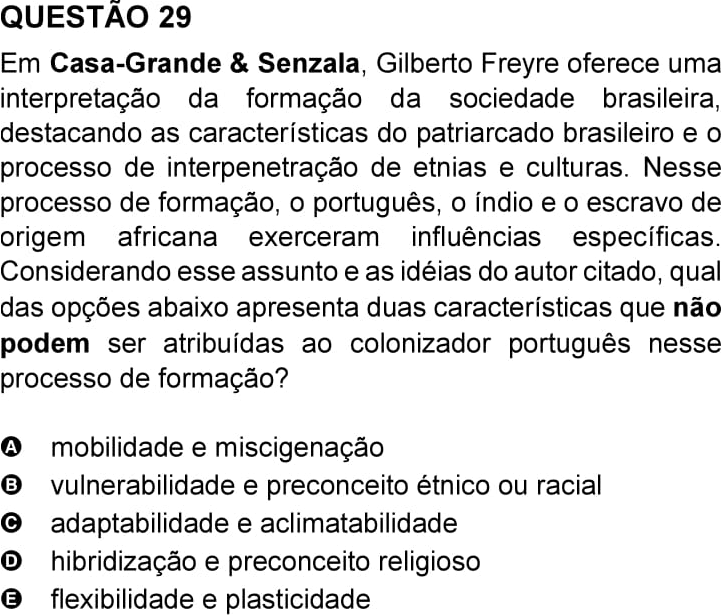 QUESTÃO 29
Em Casa-Grande & Senzala, Gilberto Freyre oferece uma
interpretação da formação da sociedade brasileira,
destacando as características do patriarcado brasileiro e o
processo de interpenetração de etnias e culturas. Nesse
processo de formação, o português, o índio e o escravo de
origem africana exerceram influências específicas.
Considerando esse assunto e as idéias do autor citado, qual
das opções abaixo apresenta duas características que não
podem ser atribuídas ao colonizador português nesse
processo de formação?
A mobilidade e miscigenação
B vulnerabilidade e preconceito étnico ou racial
C adaptabilidade e aclimatabilidade
D hibridização e preconceito religioso
E flexibilidade e plasticidade